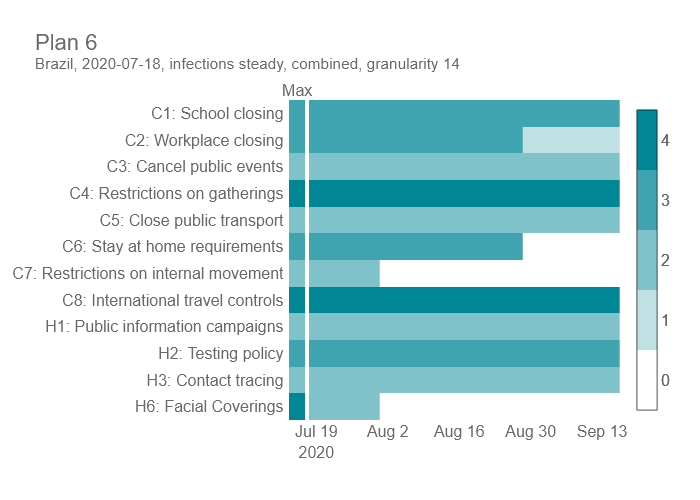 Plan 6
Brazil, 2020-07-18, infections steady, combined, granularity 14
Max
C1: School closing
C2: Workplace closing
C3: Cancel public events
C4: Restrictions on gatherings
C5: Close public transport
C6: Stay at home requirements
C7: Restrictions on internal movement
C8: International travel controls
H1: Public information campaigns
H2: Testing policy
H3: Contact tracing
H6: Facial Coverings
Jul 19 Aug 2 Aug 16 Aug 30 Sep 13
2020
4
3
2
1
0